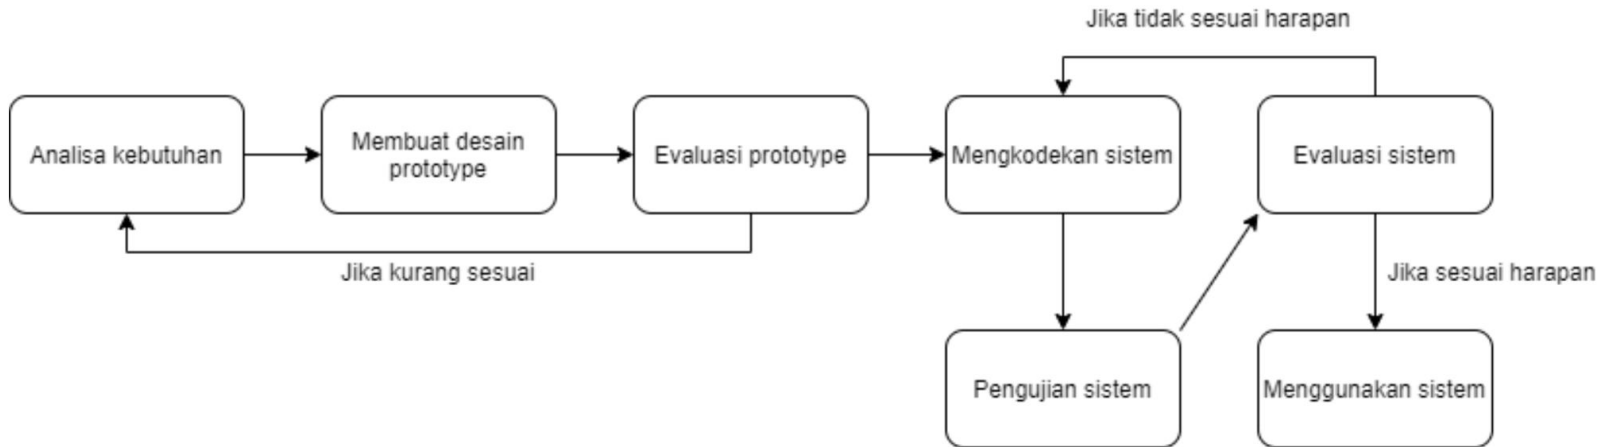 Jika tidak sesuai harapan
Analisa kebutuhan
Membuat desain
prototype
Evaluasi prototype
Mengkodekan sistem
Evaluasi sistem
Jika kurang sesuai
Jika sesuai harapan
Pengujian sistem
Menggunakan sistem